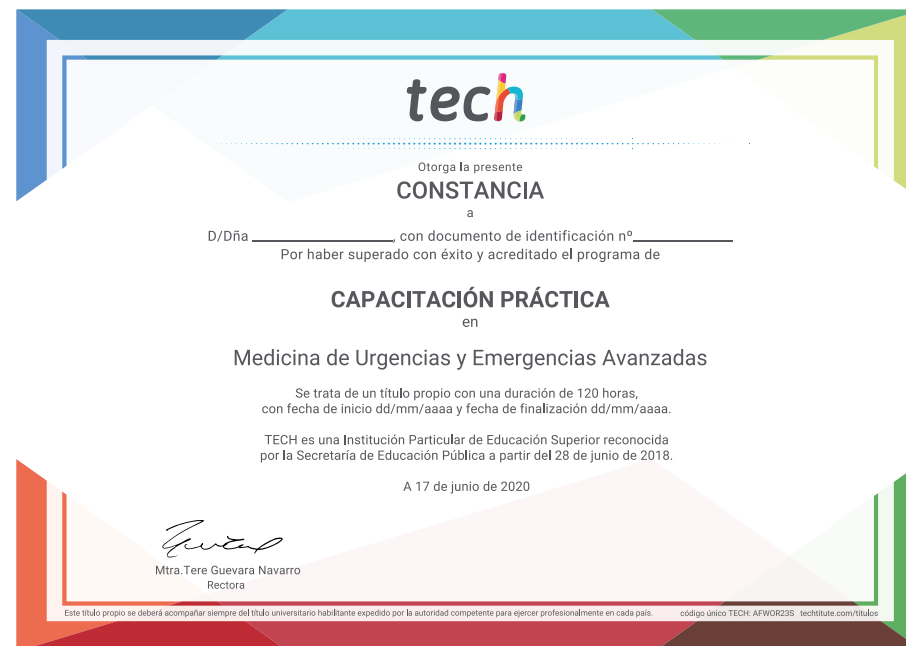 tech
Otorga la presente
CONSTANCIA
a
D/Dña , con documento de identificación nº
Por haber superado con éxito y acreditado el programa de
CAPACITACIÓN PRÁCTICA
en
Medicina de Urgencias y Emergencias Avanzadas
Se trata de un título propio con una duración de 120 horas,
con fecha de inicio dd/mm/aaaa y fecha de finalización dd/mm/aaaa.
TECH es una Institución Particular de Educación Superior reconocida
por la Secretaría de Educación Pública a partir del 28 de junio de 2018.
A 17 de junio de 2020
Mtra.Tere Guevara Navarro
Rectora
Este título propio se deberá acompañar siempre del título universitario habilitante expedido por la autoridad competente para ejercer profesionalmente en cada país. código único TECH: AFWOR23S techtitute.com/titulos